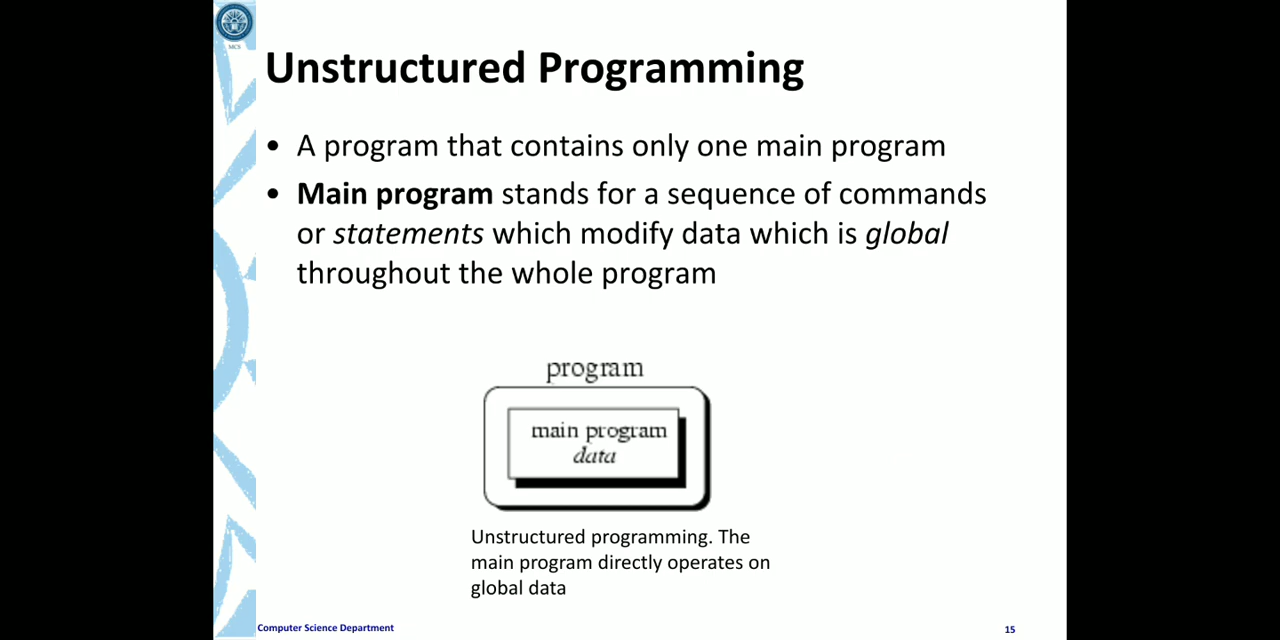 MCS
Unstructured Programming
• A program that contains only one main program
• Main program stands for a sequence of commands
or statements which modify data which is global
throughout the whole program
program
main program
data
Unstructured programming. The
main program directly operates on
global data
Computer Science Department
15